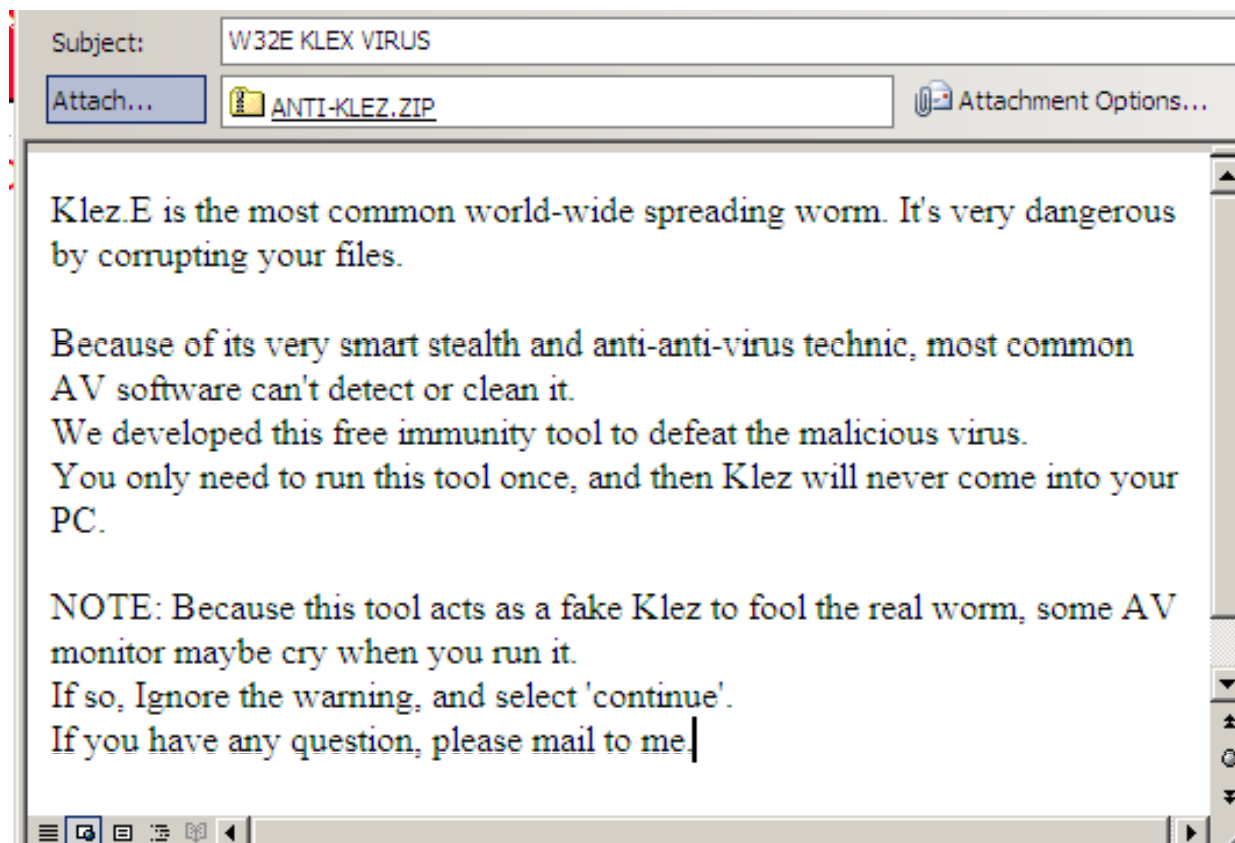 Subject:
W32E KLEX VIRUS
Attach...
ANTI-KLEZ.ZIP
Attachment Options...
Klez.E is the most common world-wide spreading worm. It's very dangerous
by corrupting your files.
Because of its very smart stealth and anti-anti-virus technic, most common
AV software can't detect or clean it.
We developed this free immunity tool to defeat the malicious virus.
You only need to run this tool once, and then Klez will never come into your
PC.
NOTE: Because this tool acts as a fake Klez to fool the real worm, some AV
monitor maybe cry when you run it.
If so, Ignore the warning, and select 'continue'.
If you have any question, please mail to me.